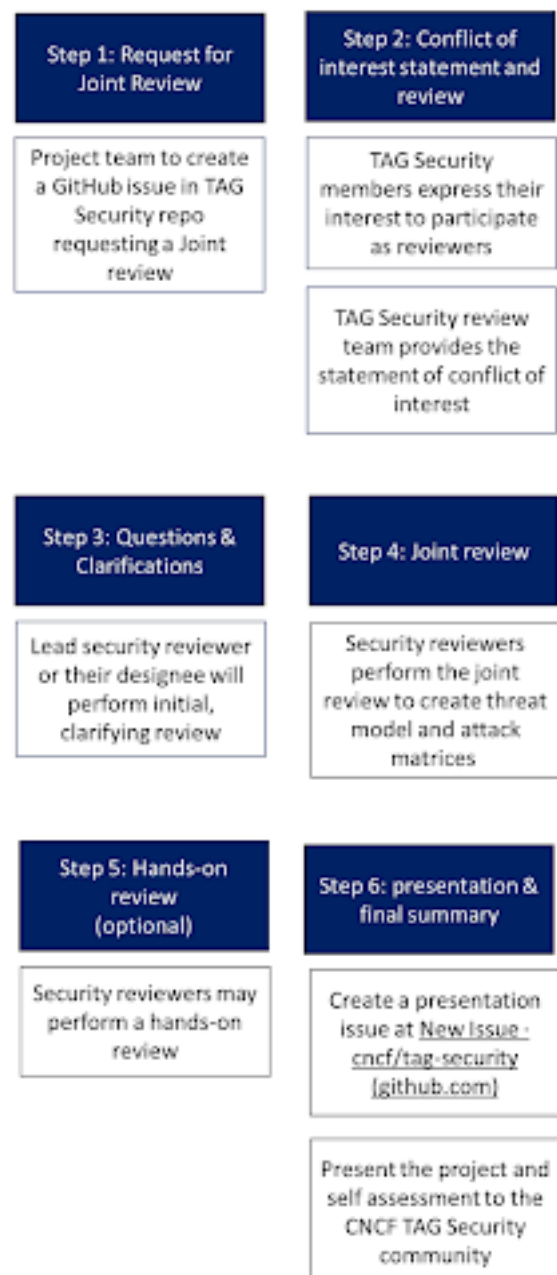 Step 1: Request for
Joint Review
Project team to create
a GitHub issue in TAG
Security repo
requesting a Joint
review
Step 2: Conflict of
interest statement and
review
TAG Security
members express their
interest to participate
as reviewers
TAG Security review
team provides the
statement of conflict of
interest
Step 3: Questions &
Clarifications
Lead security reviewer
or their designee will
perform initial,
clarifying review
Step 4: Joint review
Security reviewers
perform the joint
review to create threat
model and attack
matrices
Step 5: Hands-on
review
(optional)
Security reviewers may
perform a hands-on
review
Step 6: presentation &
final summary
Create a presentation
issue at New Issue ·
cncf/tag-security
(github.com)
Present the project and
self assessment to the
CNCF TAG Security
community